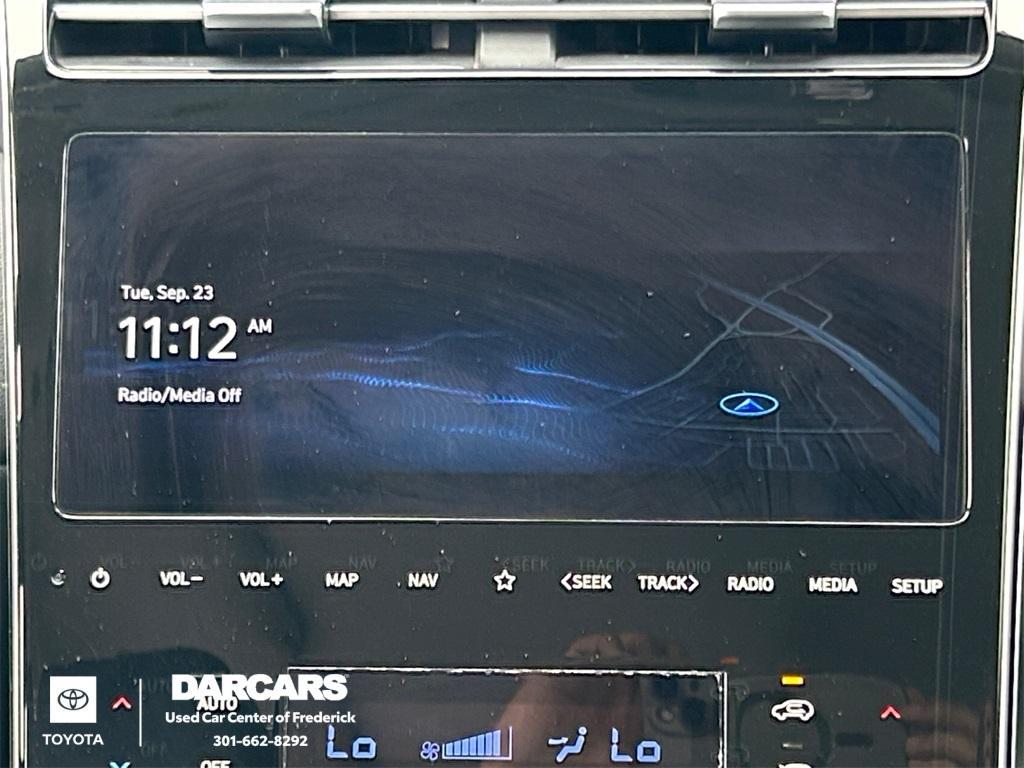 Tue, Sep. 23
11:12 AM
Radio/Media Off
VOL− VOL+ MAP NAV <SEEK TRACK> RADIO MEDIA SETUP
AUTO
OFF
Lo Lo
TOYOTA
DARCARS
Used Car Center of Frederick
301-662-8292